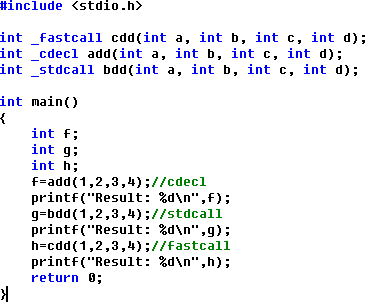 #include <stdio.h>
int _fastcall cdd(int a, int b, int c, int d);
int _cdecl add(int a, int b, int c, int d);
int _stdcall bdd(int a, int b, int c, int d);
int main()
{
int f;
int g;
int h;
f=add(1,2,3,4);//cdecl
printf("Result: %d\n",f);
g=bdd(1,2,3,4);//stdcall
printf("Result: %d\n",g);
h=cdd(1,2,3,4);//fastcall
printf("Result: %d\n",h);
return 0;
}